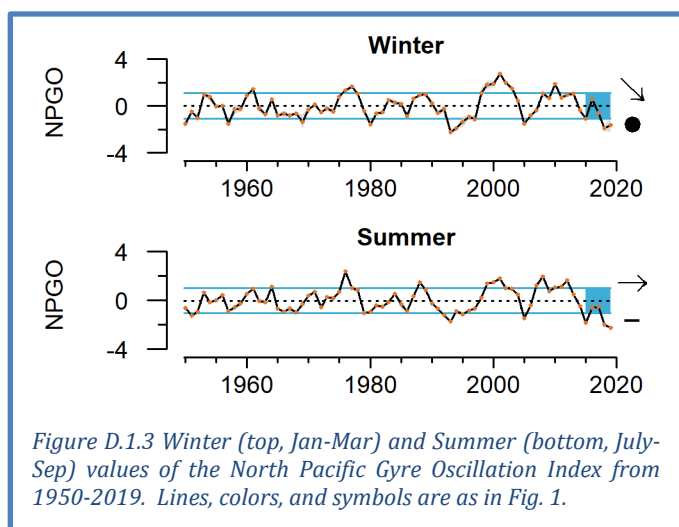 Winter
NPGO
4
0
−4
1960 1980 2000 2020
Summer
NPGO
4
0
−4
1960 1980 2000 2020
Figure D.1.3 Winter (top, Jan-Mar) and Summer (bottom, July-
Sep) values of the North Pacific Gyre Oscillation Index from
1950-2019. Lines, colors, and symbols are as in Fig. 1.